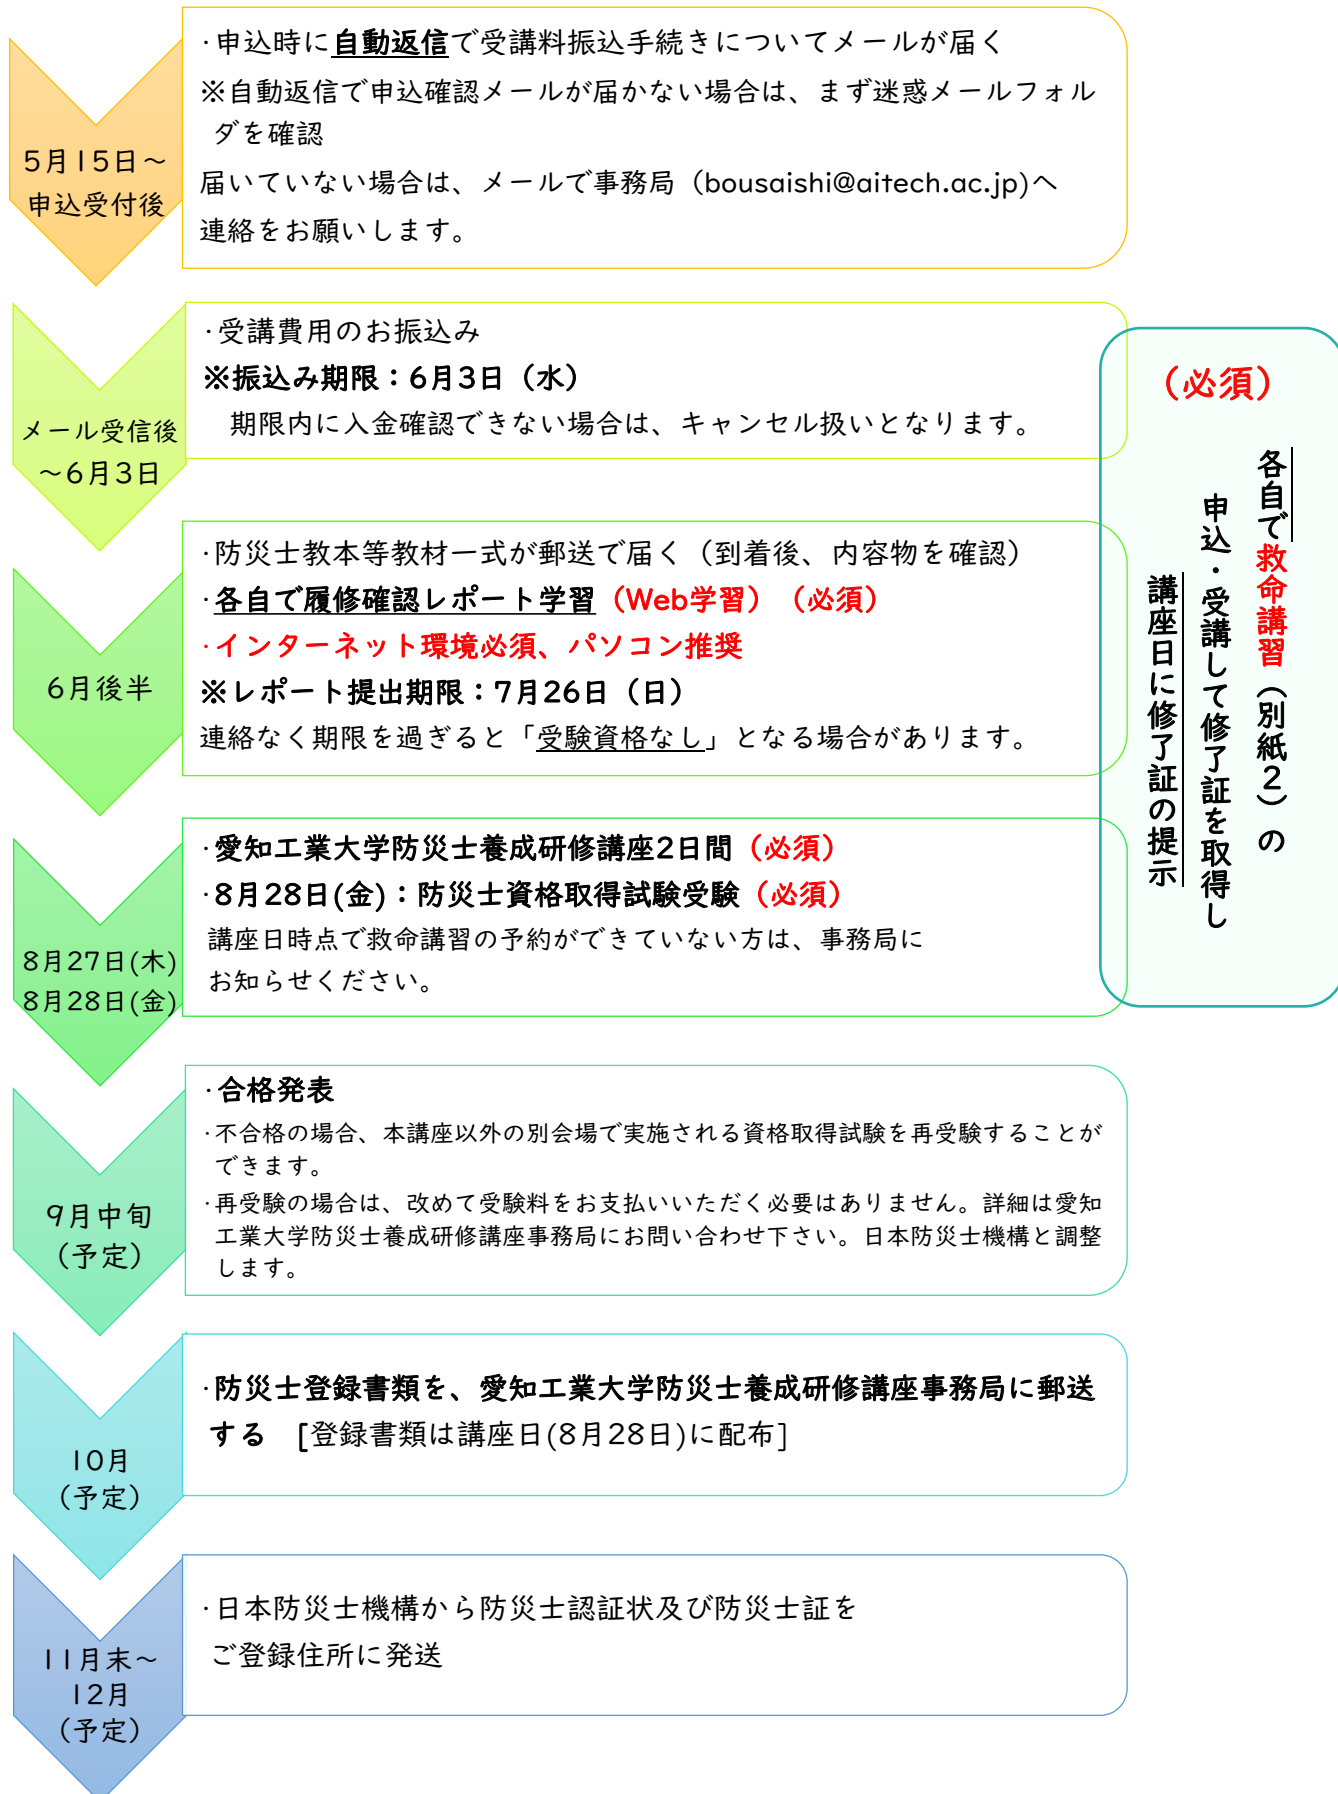 5月15日～
申込受付後
・申込時に自動返信で受講料振込手続きについてメールが届く
※自動返信で申込確認メールが届かない場合は、まず迷惑メールフォル
ダを確認
届いていない場合は、メールで事務局（bousaishi@aitech.ac.jp)へ
連絡をお願いします。
メール受信後
～6月3日
・受講費用のお振込み
※振込み期限：6月3日（水）
期限内に入金確認できない場合は、キャンセル扱いとなります。
6月後半
・防災士教本等教材一式が郵送で届く（到着後、内容物を確認）
・各自で履修確認レポート学習（Web学習）（必須）
・インターネット環境必須、パソコン推奨
※レポート提出期限：7月26日（日）
連絡なく期限を過ぎると「受験資格なし」となる場合があります。
8月27日(木)
8月28日(金)
・愛知工業大学防災士養成研修講座2日間（必須）
・8月28日(金)：防災士資格取得試験受験（必須）
講座日時点で救命講習の予約ができていない方は、事務局に
お知らせください。
（必須）
各自で救命講習（別紙2）の
申込・受講して修了証を取得し
講座日に修了証の提示
9月中旬
（予定）
・合格発表
・不合格の場合、本講座以外の別会場で実施される資格取得試験を再受験することが
できます。
・再受験の場合は、改めて受験料をお支払いいただく必要はありません。詳細は愛知
工業大学防災士養成研修講座事務局にお問い合わせ下さい。日本防災士機構と調整
します。
10月
（予定）
・防災士登録書類を、愛知工業大学防災士養成研修講座事務局に郵送
する　[登録書類は講座日(8月28日)に配布]
11月末～
12月
（予定）
・日本防災士機構から防災士認証状及び防災士証を
ご登録住所に発送